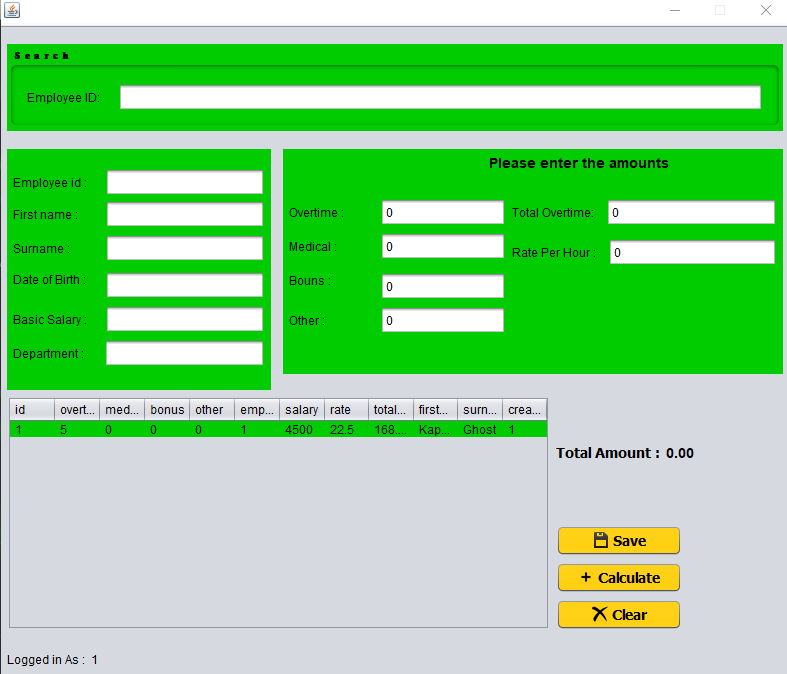 Search
Employee ID:
Please enter the amounts
Employee id :
First name :
Surname :
Date of Birth :
Basic Salary :
Department :
Overtime : 0 Total Overtime: 0
Medical : 0 Rate Per Hour : 0
Bouns : 0
Other : 0
id overt... med... bonus other emp... salary rate total... first... surn... crea...
1 5 0 0 0 1 4500 22.5 168.... Kap... Ghost 1
Total Amount : 0.00
Save
+ Calculate
Clear
Logged in As : 1